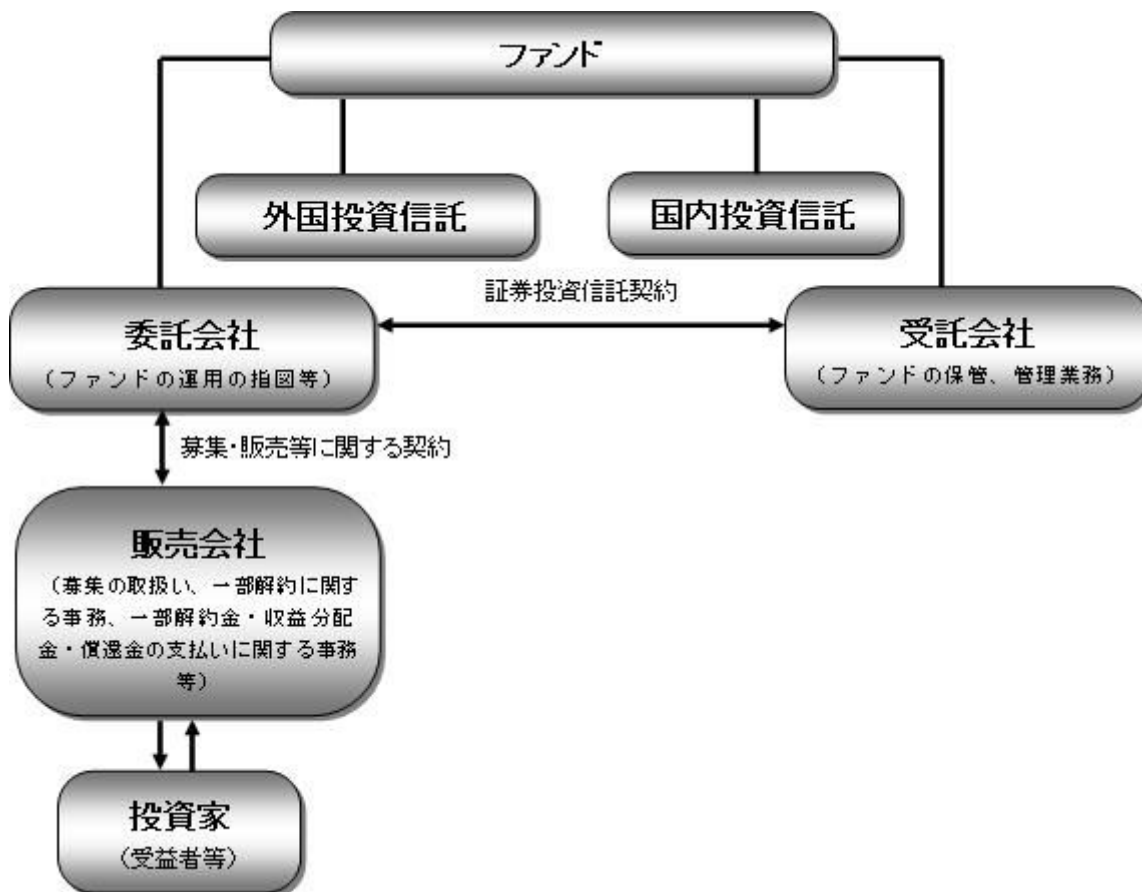 ファンド
外国投資信託
国内投資信託
証券投資信託契約
委託会社
（ファンドの運用の指図等）
受託会社
（ファンドの保管、管理業務）
募集・販売等に関する契約
販売会社
（募集の取扱い、一部解約に関す
る事務、一部解約金・収益分配
金・償還金の支払いに関する事務
等）
投資家
（受益者等）